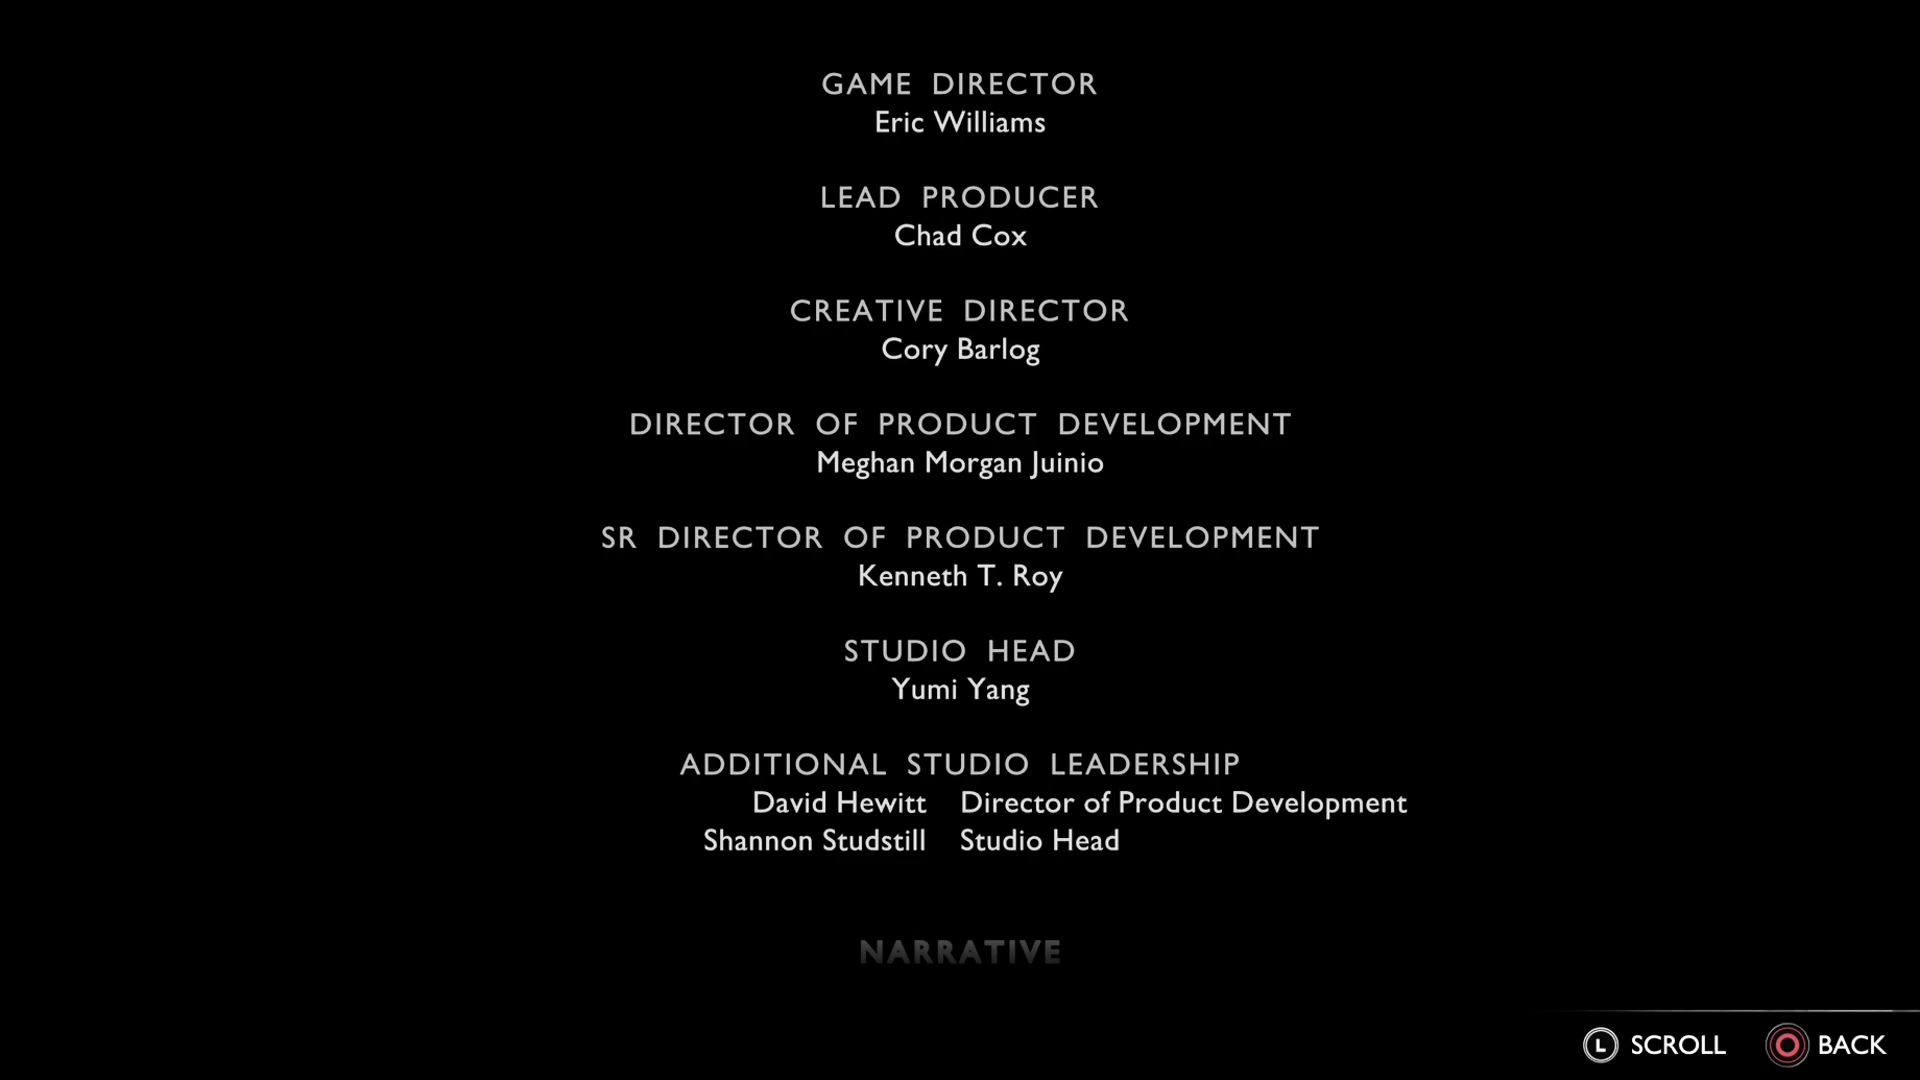 GAME DIRECTOR
Eric Williams
LEAD PRODUCER
Chad Cox
CREATIVE DIRECTOR
Cory Barlog
DIRECTOR OF PRODUCT DEVELOPMENT
Meghan Morgan Juinio
SR DIRECTOR OF PRODUCT DEVELOPMENT
Kenneth T. Roy
STUDIO HEAD
Yumi Yang
ADDITIONAL STUDIO LEADERSHIP
David Hewitt Director of Product Development
Shannon Studstill Studio Head
NARRATIVE
L SCROLL BACK